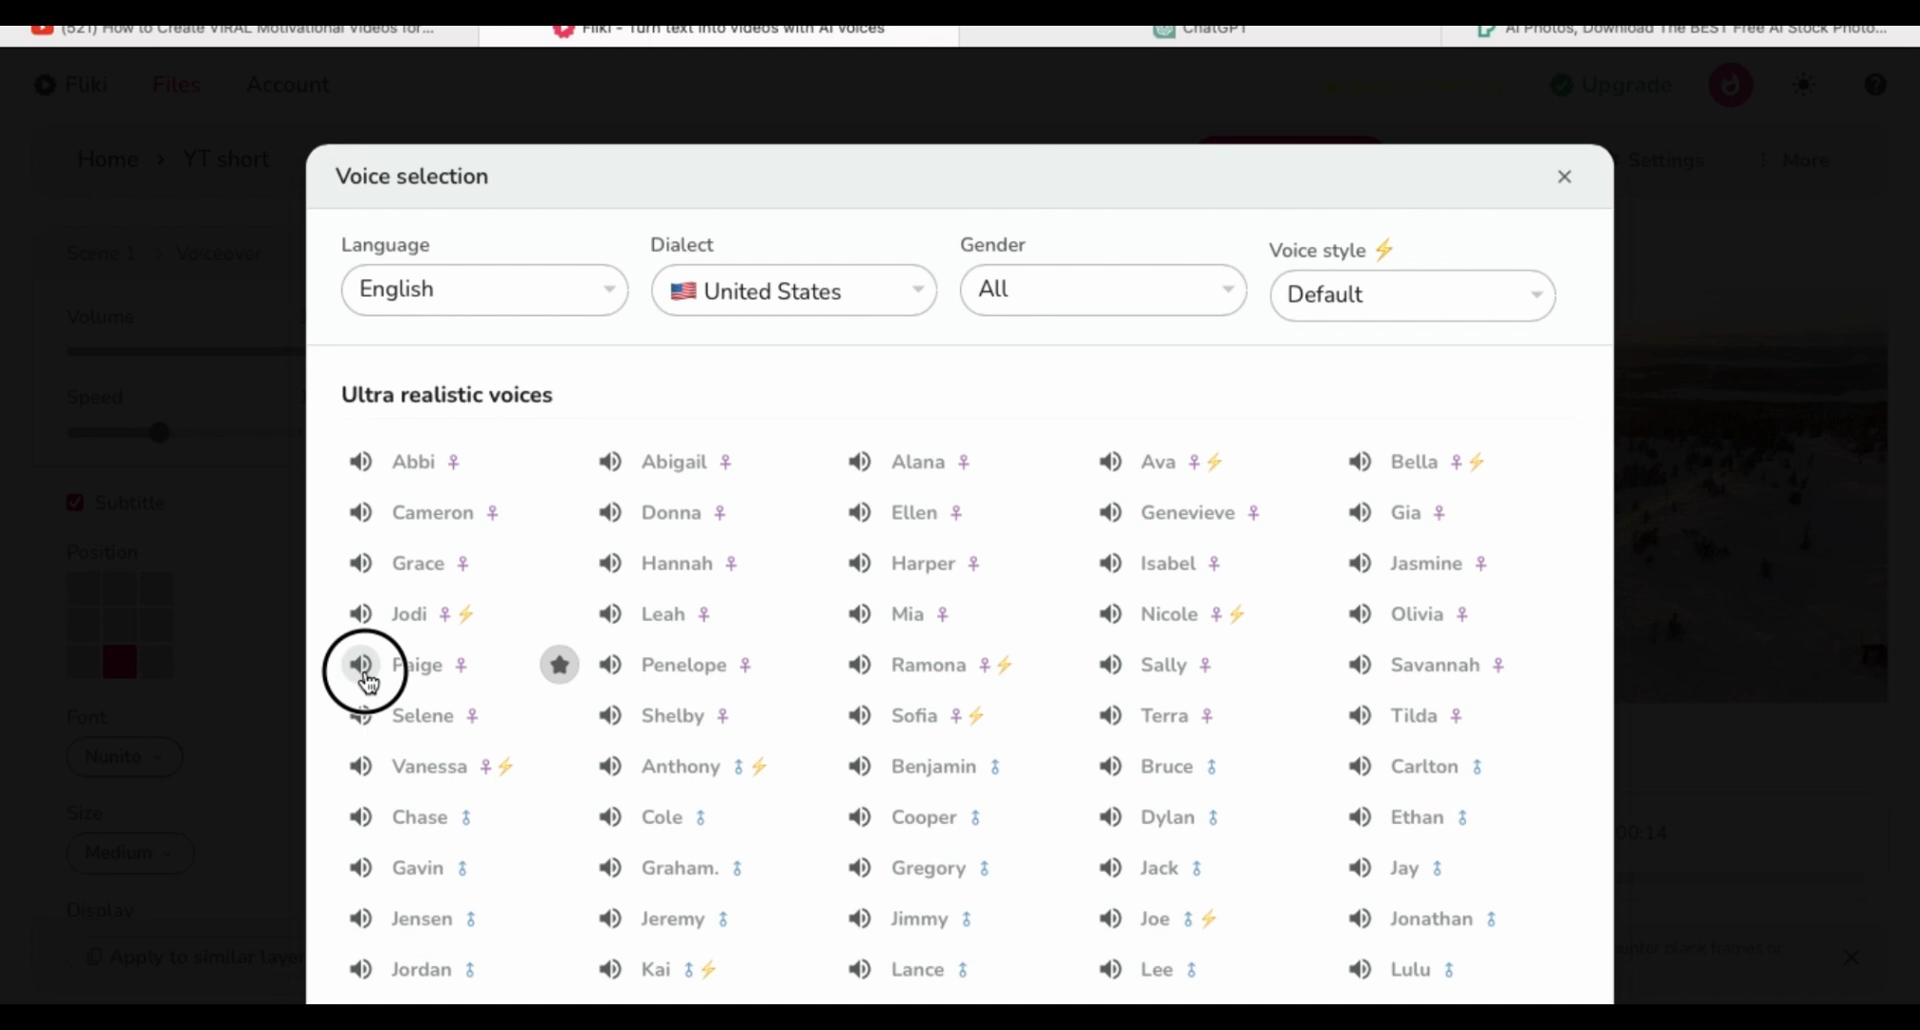 (521) How to Create VIRAL Motivational Videos for...
Fliki - Turn text into videos with AI voices
ChatGPT
AI Photos, Download The BEST Free AI Stock Photo...
Fliki
Files
Account
Upgrade
Home › YT short
Settings
More
Voice selection
Scene 1 › Voiceover
Language
Dialect
Gender
Voice style
English
United States
All
Default
Volume
Speed
Ultra realistic voices
Abbi Abigail Alana Ava Bella
Subtitle
Cameron Donna Ellen Genevieve Gia
Position
Grace Hannah Harper Isabel Jasmine
Jodi Leah Mia Nicole Olivia
Paige Penelope Ramona Sally Savannah
Font
Selene Shelby Sofia Terra Tilda
Nunito
Vanessa Anthony Benjamin Bruce Carlton
Size
Chase Cole Cooper Dylan Ethan
00:14
Medium
Gavin Graham. Gregory Jack Jay
Display
Jensen Jeremy Jimmy Joe Jonathan
Apply to similar layer
Jordan Kai Lance Lee Lulu